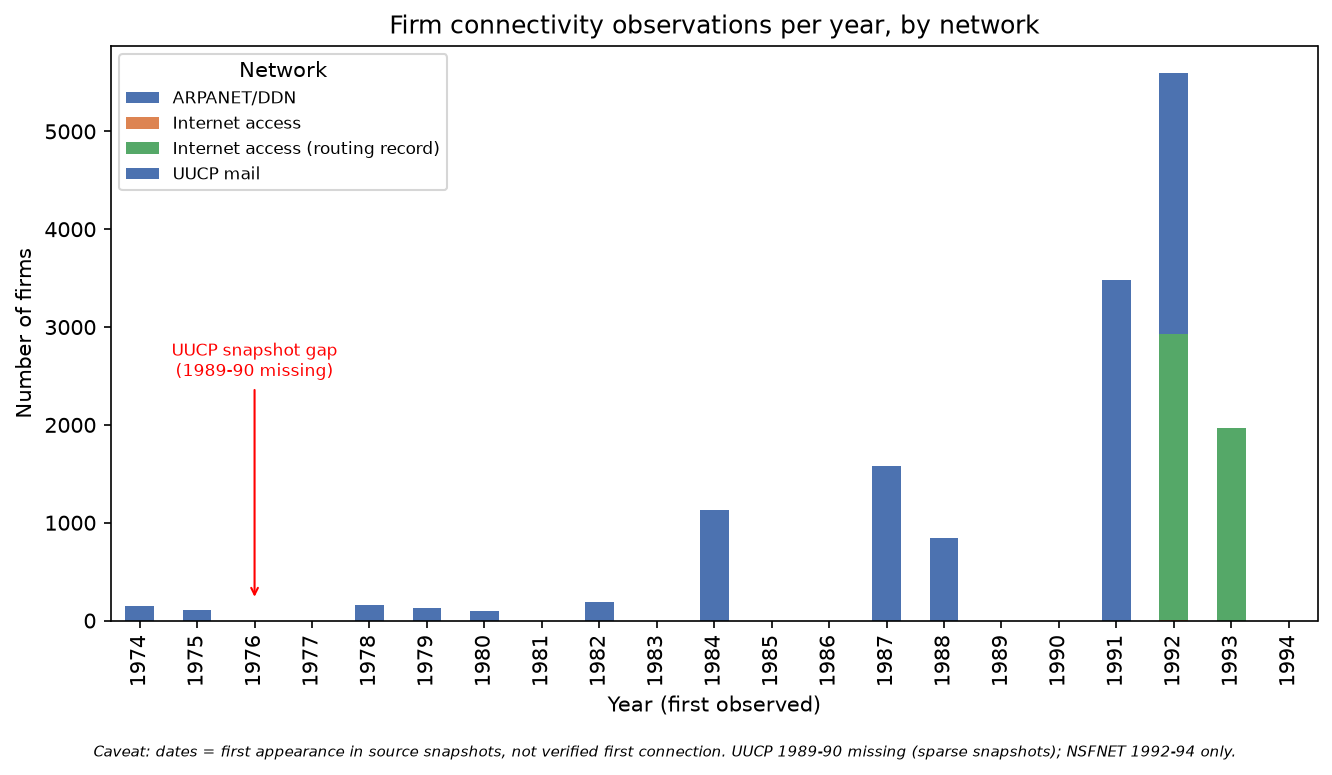 Firm connectivity observations per year, by network
Network
ARPANET/DDN
Internet access
Internet access (routing record)
UUCP mail
Number of firms
5000
4000
3000
2000
1000
0
UUCP snapshot gap
(1989-90 missing)
1974
1975
1976
1977
1978
1979
1980
1981
1982
1983
1984
1985
1986
1987
1988
1989
1990
1991
1992
1993
1994
Year (first observed)
Caveat: dates = first appearance in source snapshots, not verified first connection. UUCP 1989-90 missing (sparse snapshots); NSFNET 1992-94 only.